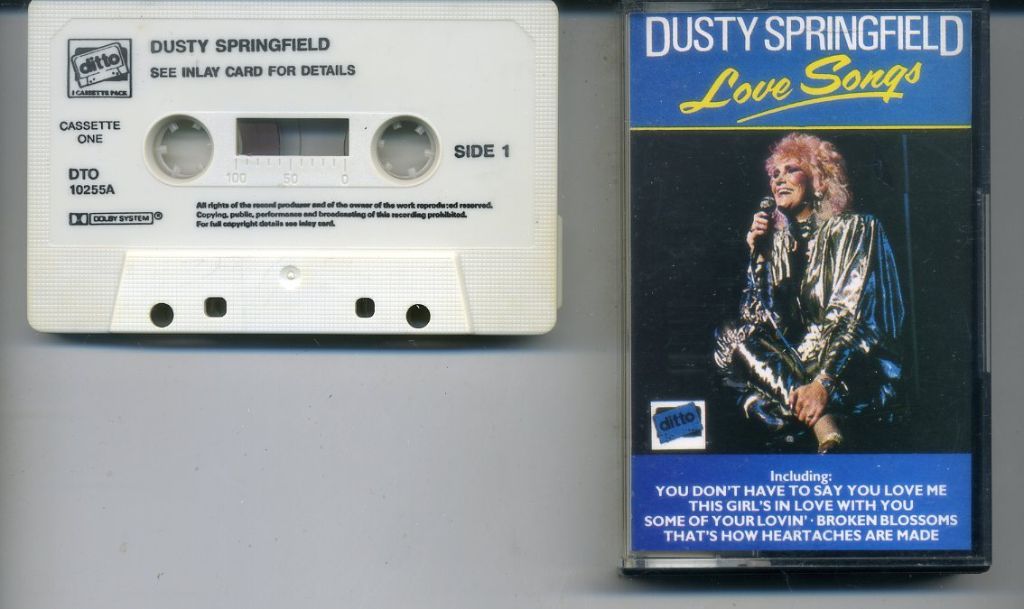 ditto
1 CASSETTE PACK
DUSTY SPRINGFIELD
SEE INLAY CARD FOR DETAILS
CASSETTE
ONE
DTO
10255A
DOLBY SYSTEM®
100 50 0
SIDE 1
All rights of the record producer and of the owner of the work reproduced reserved.
Copying, public, performance and broadcasting of this recording prohibited.
For full copyright details see inlay card.
DUSTY SPRINGFIELD
Love Songs
ditto
Including:
YOU DON'T HAVE TO SAY YOU LOVE ME
THIS GIRL'S IN LOVE WITH YOU
SOME OF YOUR LOVIN' · BROKEN BLOSSOMS
THAT'S HOW HEARTACHES ARE MADE